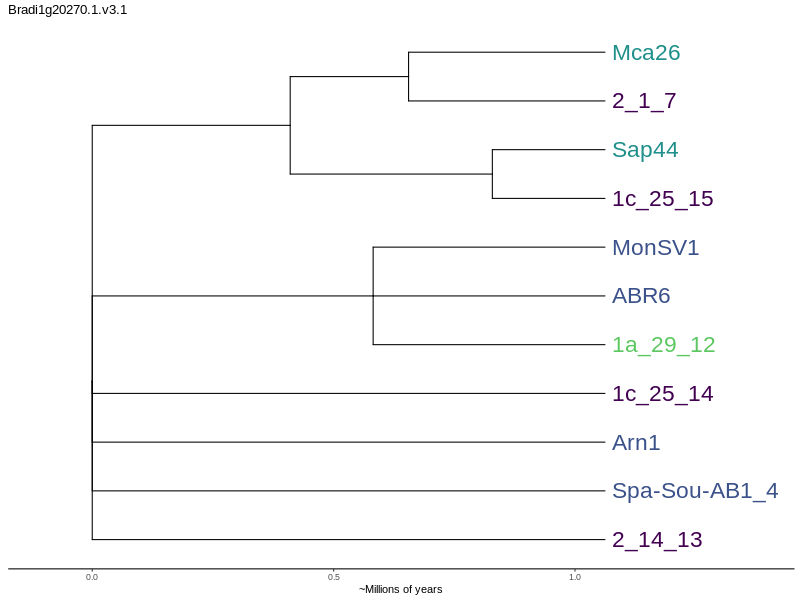 Bradi1g20270.1.v3.1
Mca26
2_1_7
Sap44
1c_25_15
MonSV1
ABR6
1a_29_12
1c_25_14
Arn1
Spa-Sou-AB1_4
2_14_13
0.0 0.5 1.0
~Millions of years